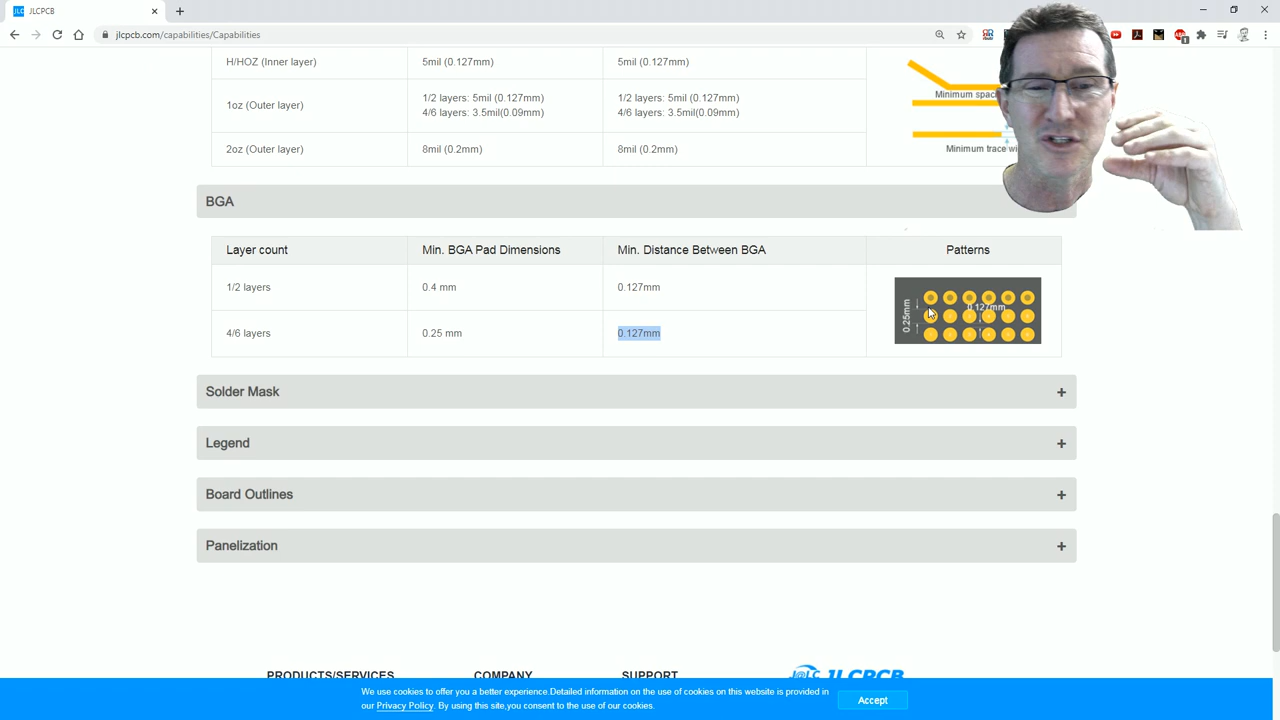 JLCPCB
jlcpcb.com/capabilities/Capabilities
H/HOZ (Inner layer)
5mil (0.127mm)
5mil (0.127mm)
1oz (Outer layer)
1/2 layers: 5mil (0.127mm)
4/6 layers: 3.5mil(0.09mm)
1/2 layers: 5mil (0.127mm)
4/6 layers: 3.5mil(0.09mm)
Minimum
2oz (Outer layer)
8mil (0.2mm)
8mil (0.2mm)
Minimum trace
BGA
Layer count
Min. BGA Pad Dimensions
Min. Distance Between BGA
Patterns
1/2 layers
0.4 mm
0.127mm
0.25mm
0.127mm
4/6 layers
0.25 mm
0.127mm
Solder Mask
+
Legend
+
Board Outlines
+
Panelization
+
PRODUCTS/SERVICES
COMPANY
SUPPORT
JLCPCB
We use cookies to offer you a better experience.Detailed information on the use of cookies on this website is provided in
our Privacy Policy. By using this site,you consent to the use of our cookies.
Accept